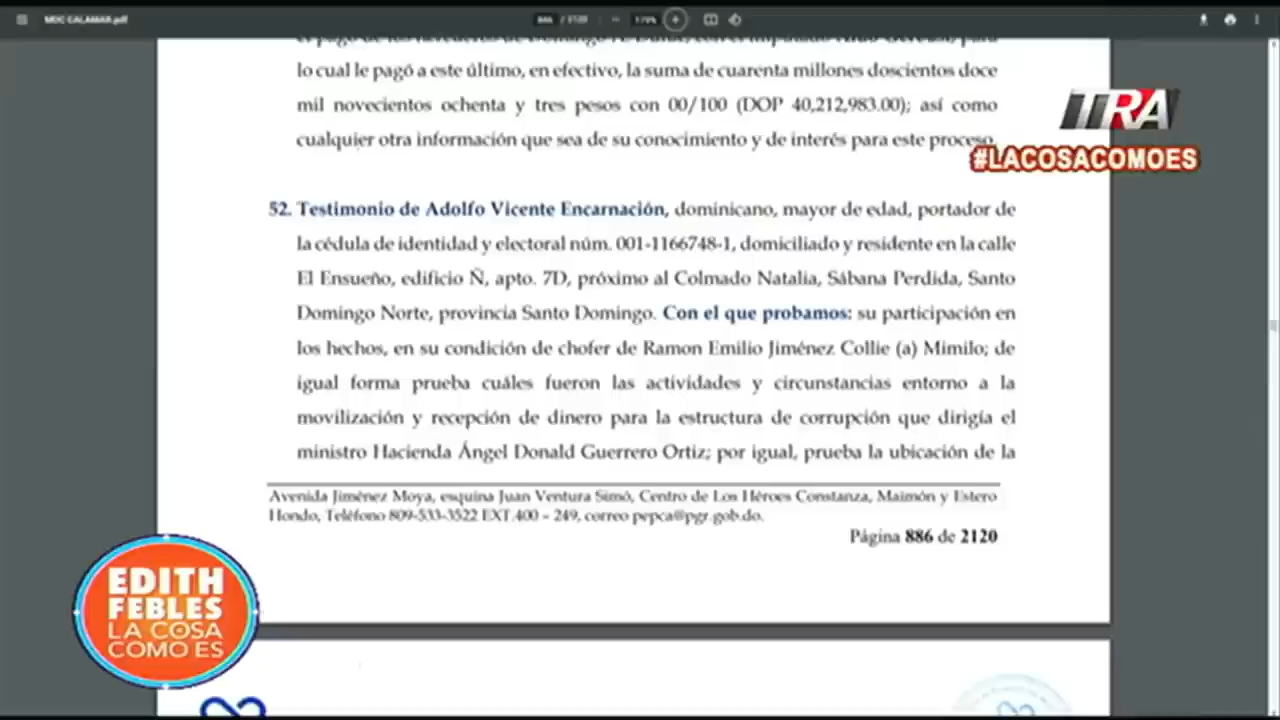 MDC CALAMAR.pdf
886 / 2120
175%
lo cual le pagó a este último, en efectivo, la suma de cuarenta millones doscientos doce
mil novecientos ochenta y tres pesos con 00/100 (DOP 40,212,983.00); así como
cualquier otra información que sea de su conocimiento y de interés para este proceso.
TRA
#LACOSACOMOES
52. Testimonio de Adolfo Vicente Encarnación, dominicano, mayor de edad, portador de
la cédula de identidad y electoral núm. 001-1166748-1, domiciliado y residente en la calle
El Ensueño, edificio Ñ, apto. 7D, próximo al Colmado Natalia, Sábana Perdida, Santo
Domingo Norte, provincia Santo Domingo. Con el que probamos: su participación en
los hechos, en su condición de chofer de Ramon Emilio Jiménez Collie (a) Mimilo; de
igual forma prueba cuáles fueron las actividades y circunstancias entorno a la
movilización y recepción de dinero para la estructura de corrupción que dirigía el
ministro Hacienda Ángel Donald Guerrero Ortiz; por igual, prueba la ubicación de la
Avenida Jiménez Moya, esquina Juan Ventura Simó, Centro de Los Héroes Constanza, Maimón y Estero
Hondo, Teléfono 809-533-3522 EXT.400 – 249, correo pepca@pgr.gob.do.
Página 886 de 2120
EDITH
FEBLES
LA COSA
COMO ES